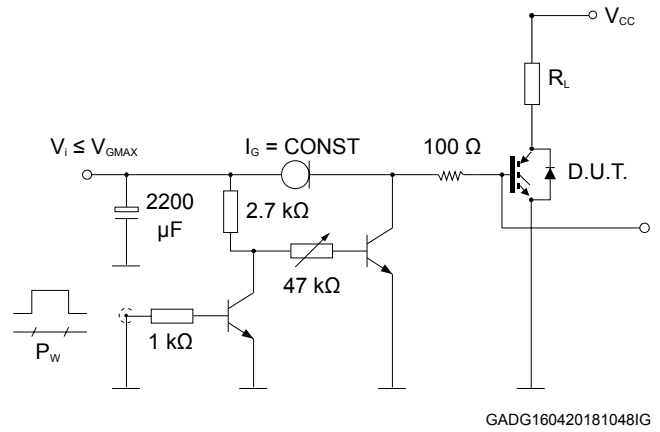 V_CC
R_L
V_i ≤ V_GMAX
I_G = CONST
100 Ω
D.U.T.
2200
µF
2.7 kΩ
47 kΩ
1 kΩ
P_W
GADG160420181048IG